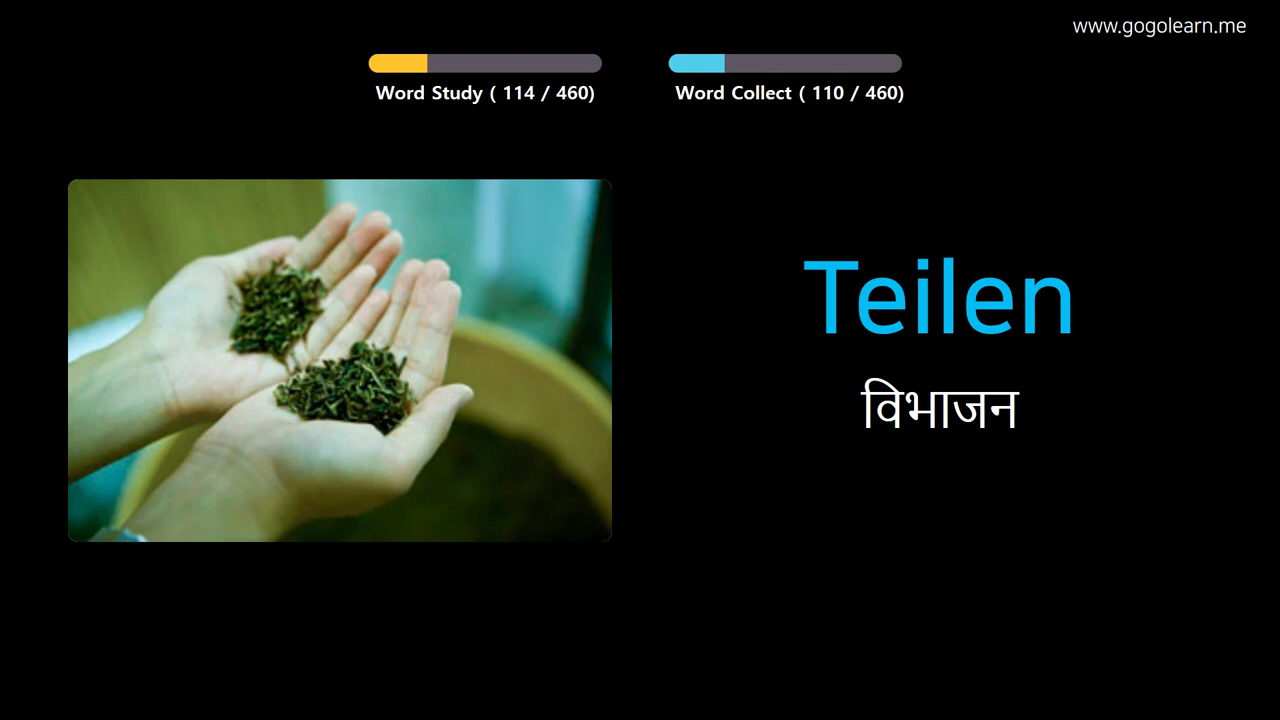 www.gogolearn.me
Word Study ( 114 / 460)
Word Collect ( 110 / 460)
Teilen
विभाजन